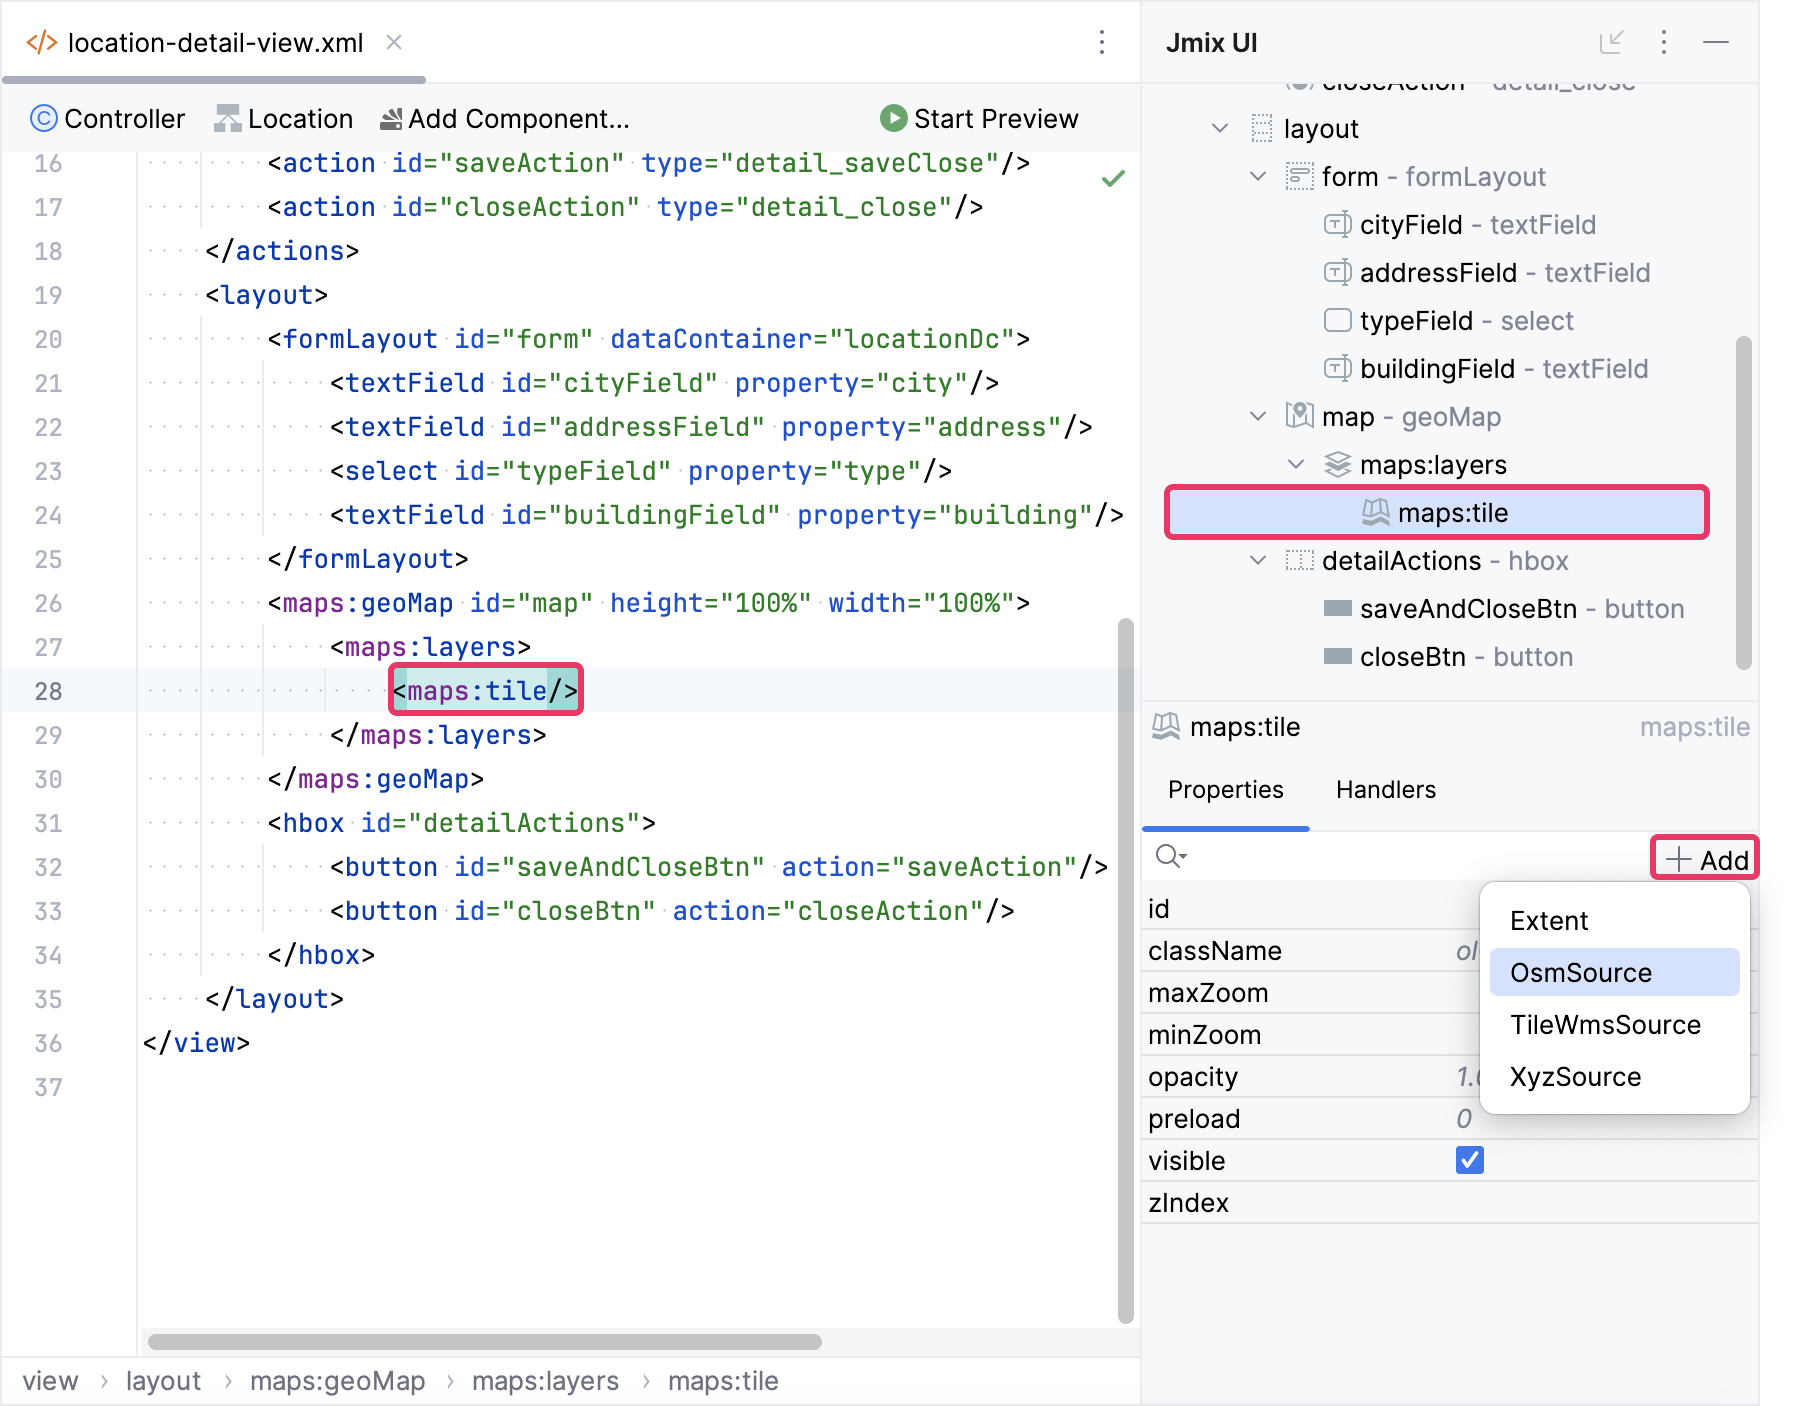 location-detail-view.xml
Controller Location Add Component... Start Preview
16 <action id="saveAction" type="detail_saveClose"/>
17 <action id="closeAction" type="detail_close"/>
18 </actions>
19 <layout>
20 <formLayout id="form" dataContainer="locationDc">
21 <textField id="cityField" property="city"/>
22 <textField id="addressField" property="address"/>
23 <select id="typeField" property="type"/>
24 <textField id="buildingField" property="building"/>
25 </formLayout>
26 <maps:geoMap id="map" height="100%" width="100%">
27 <maps:layers>
28 <maps:tile/>
29 </maps:layers>
30 </maps:geoMap>
31 <hbox id="detailActions">
32 <button id="saveAndCloseBtn" action="saveAction"/>
33 <button id="closeBtn" action="closeAction"/>
34 </hbox>
35 </layout>
36 </view>
37
view › layout › maps:geoMap › maps:layers › maps:tile
Jmix UI
closeAction - detail_close
layout
form - formLayout
cityField - textField
addressField - textField
typeField - select
buildingField - textField
map - geoMap
maps:layers
maps:tile
detailActions - hbox
saveAndCloseBtn - button
closeBtn - button
maps:tile maps:tile
Properties Handlers
Add
id
className ol-
maxZoom
minZoom
opacity 1.0
preload 0
visible
zIndex
Extent
OsmSource
TileWmsSource
XyzSource